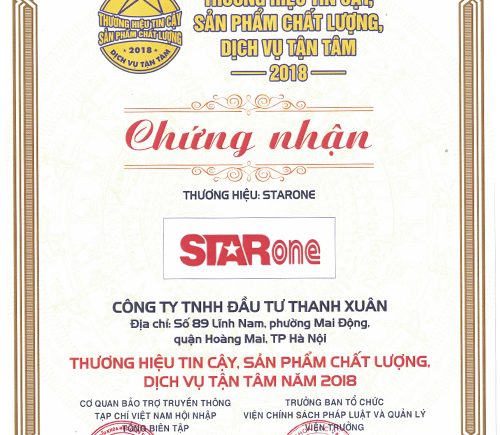 THƯƠNG HIỆU TIN CẬY
SẢN PHẨM CHẤT LƯỢNG
2018
DỊCH VỤ TẬN TÂM
THƯƠNG HIỆU TIN CẬY,
SẢN PHẨM CHẤT LƯỢNG,
DỊCH VỤ TẬN TÂM
2018
Chứng nhận
THƯƠNG HIỆU: STARONE
STARone
CÔNG TY TNHH ĐẦU TƯ THANH XUÂN
Địa chỉ: Số 89 Lĩnh Nam, phường Mai Động,
quận Hoàng Mai, TP Hà Nội
THƯƠNG HIỆU TIN CẬY, SẢN PHẨM CHẤT LƯỢNG,
DỊCH VỤ TẬN TÂM NĂM 2018
CƠ QUAN BẢO TRỢ TRUYỀN THÔNG
TẠP CHÍ VIỆT NAM HỘI NHẬP
TỔNG BIÊN TẬP
TRƯỞNG BAN TỔ CHỨC
VIỆN CHÍNH SÁCH PHÁP LUẬT VÀ QUẢN LÝ
VIỆN TRƯỞNG